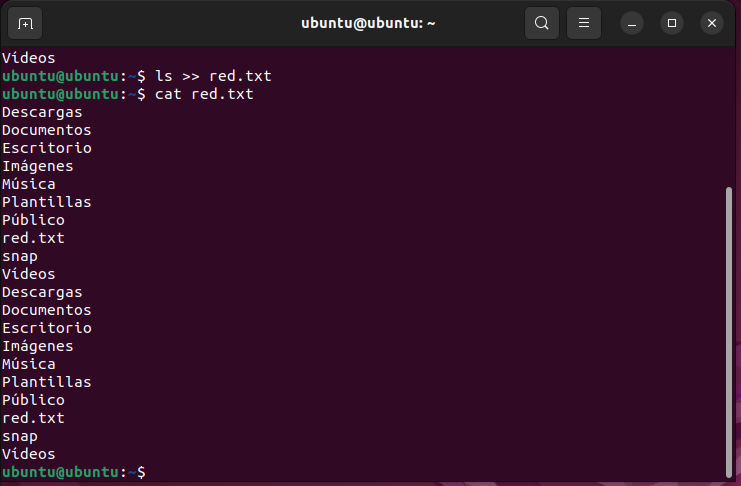 ubuntu@ubuntu: ~
Vídeos
ubuntu@ubuntu:~$ ls >> red.txt
ubuntu@ubuntu:~$ cat red.txt
Descargas
Documentos
Escritorio
Imágenes
Música
Plantillas
Público
red.txt
snap
Vídeos
Descargas
Documentos
Escritorio
Imágenes
Música
Plantillas
Público
red.txt
snap
Vídeos
ubuntu@ubuntu:~$